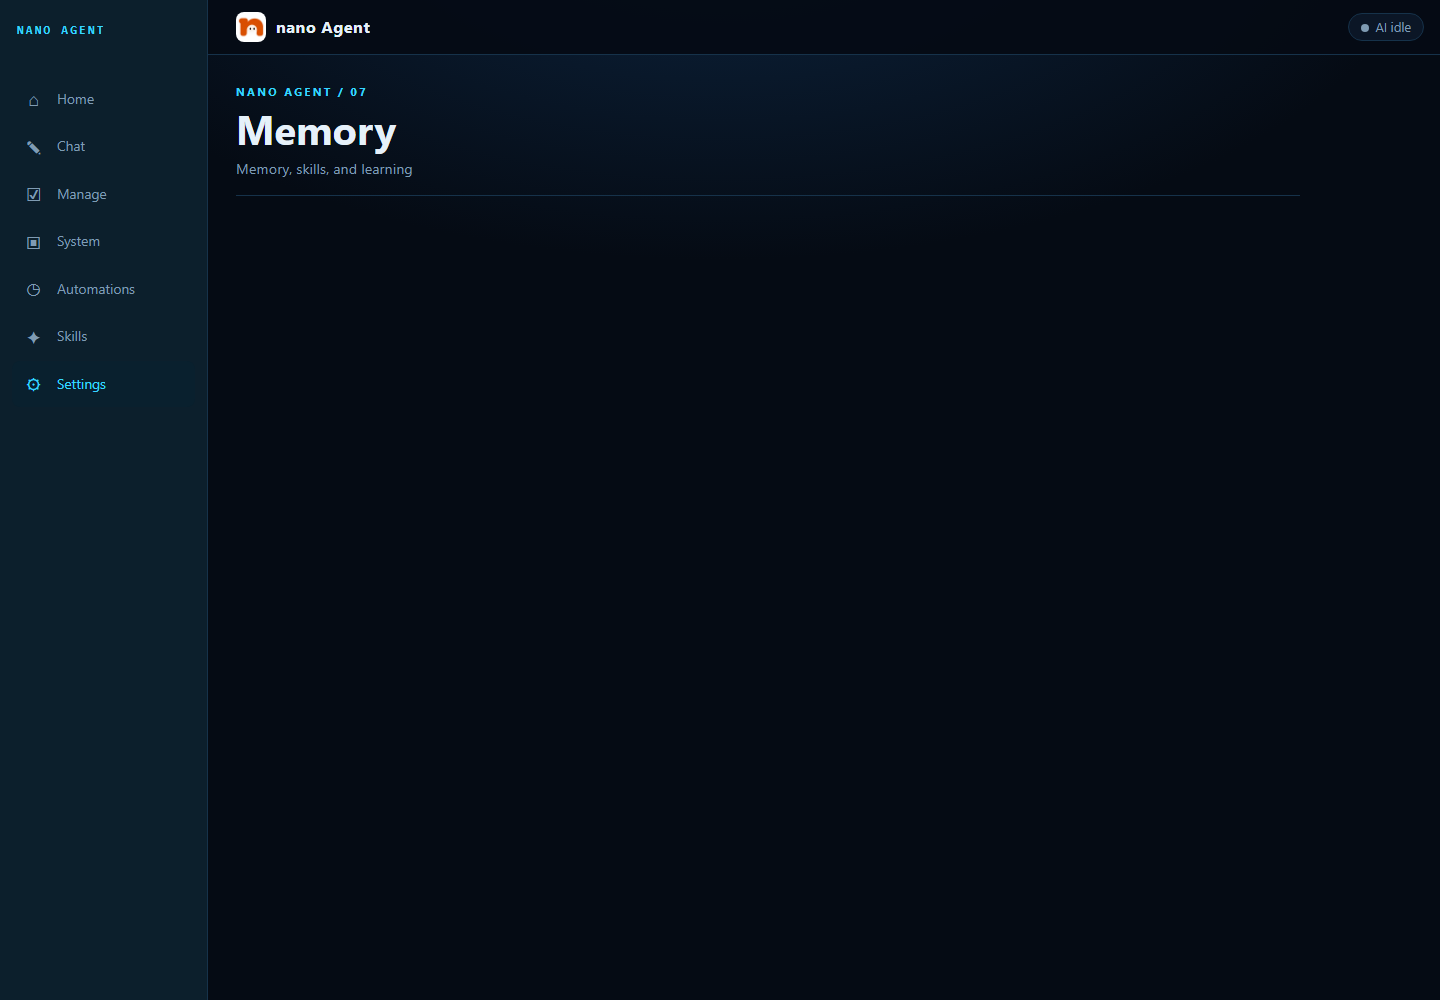 NANO AGENT
Home
Chat
Manage
System
Automations
Skills
Settings
nano Agent
AI idle
NANO AGENT / 07
Memory
Memory, skills, and learning